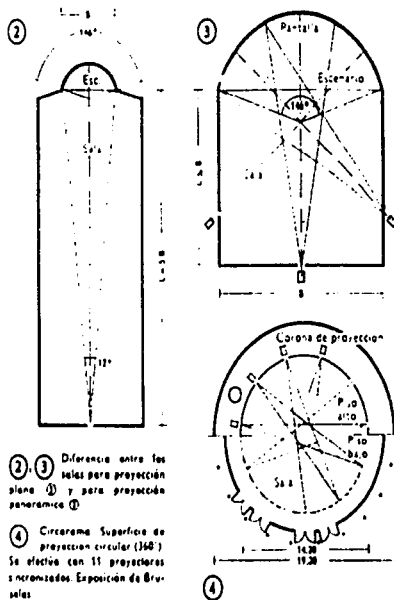 2
B
146°
Esc.
Sala
L = 5 B
12°
3
Pantalla
Escenario
146°
Sala
B
Corona de proyección
Piso
alto
Piso
bajo
Sala
14.30
19.30
4
2, 3 Diferencia entre las
salas para proyección
plana 2 y para proyección
panorámica 3
4 Circorama Superficie de
proyección circular (360°)
Se efectúa con 11 proyectores
sincronizados. Exposición de Bru-
selas